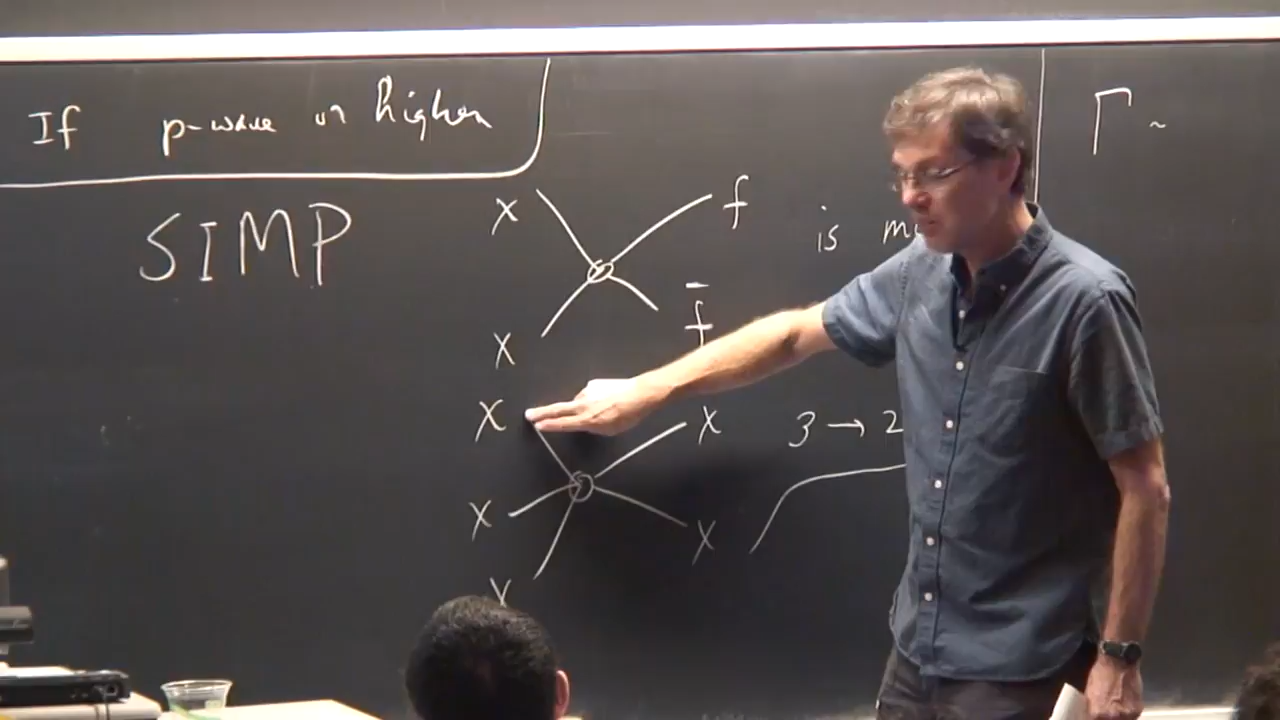 If p-wave or higher
Γ ~
SIMP
X f
is
X f̄
X X
3 → 2
X X